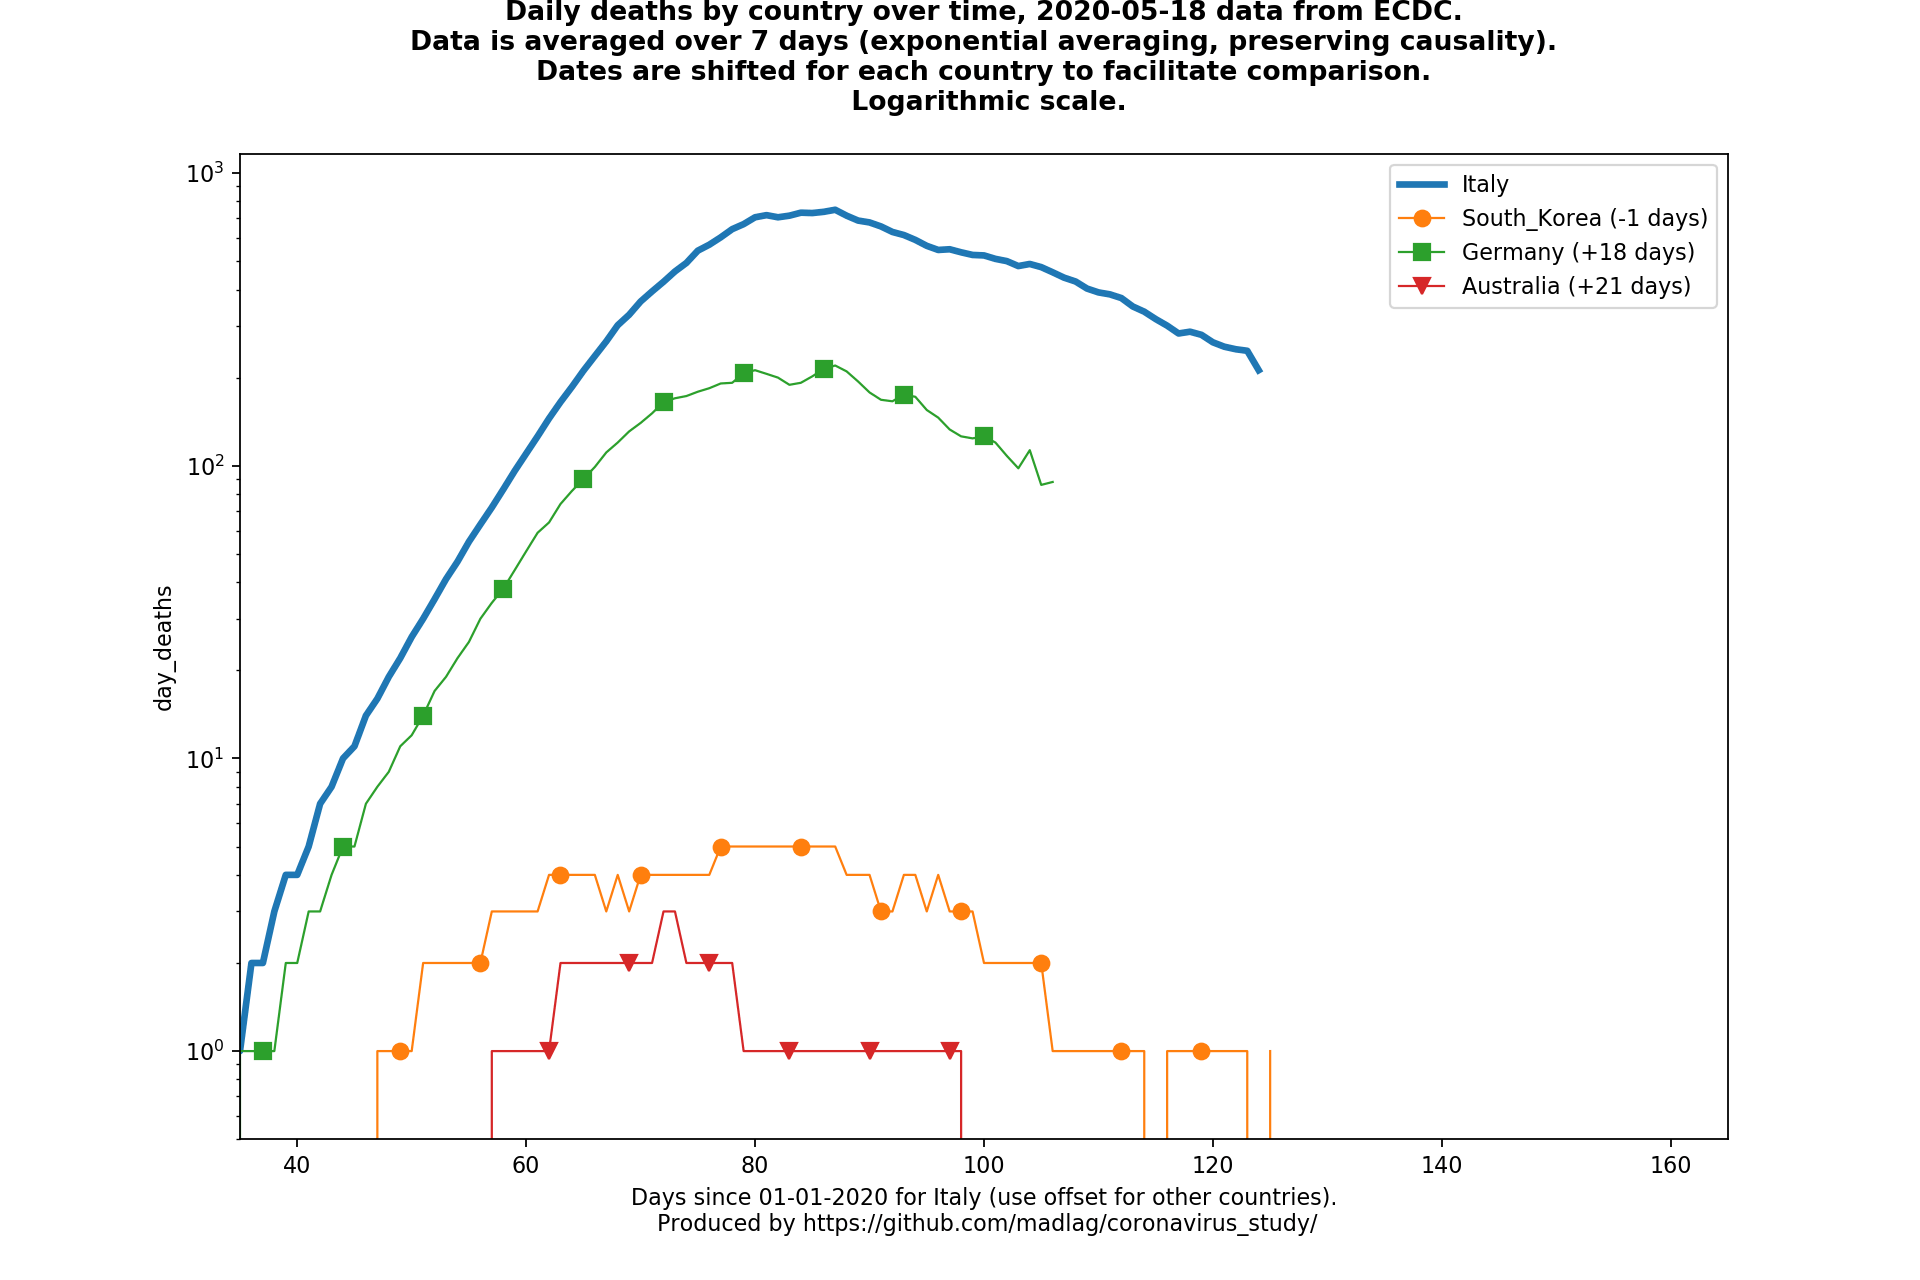 Daily deaths by country over time, 2020-05-18 data from ECDC.
Data is averaged over 7 days (exponential averaging, preserving causality).
Dates are shifted for each country to facilitate comparison.
Logarithmic scale.
10³
10²
10¹
10⁰
day_deaths
Italy
South_Korea (-1 days)
Germany (+18 days)
Australia (+21 days)
40 60 80 100 120 140 160
Days since 01-01-2020 for Italy (use offset for other countries).
Produced by https://github.com/madlag/coronavirus_study/